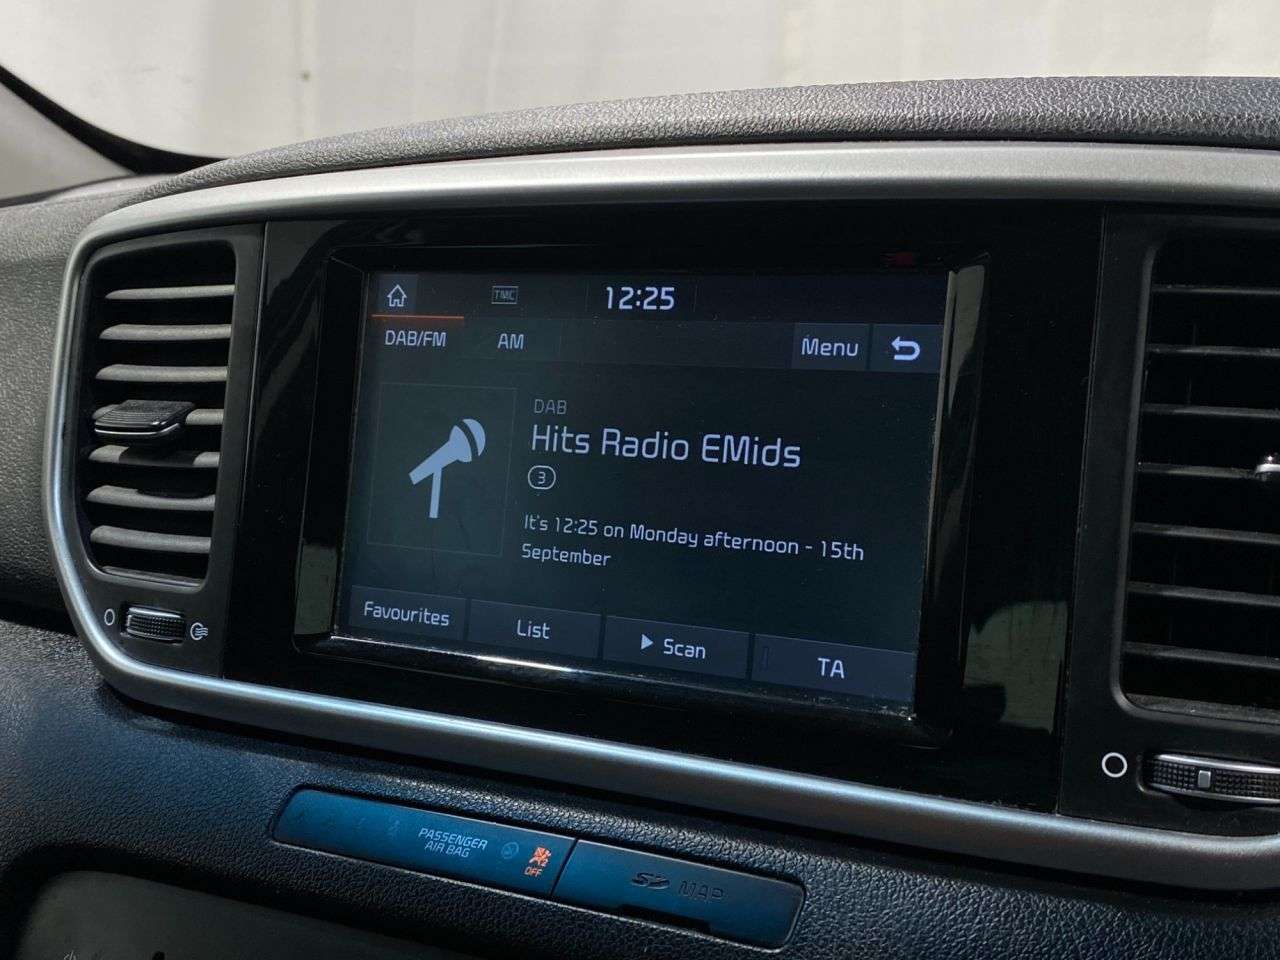 TMC
12:25
DAB/FM
AM
Menu
DAB
Hits Radio EMids
3
It's 12:25 on Monday afternoon - 15th
September
Favourites
List
Scan
TA
PASSENGER
AIR BAG
OFF
SD MAP